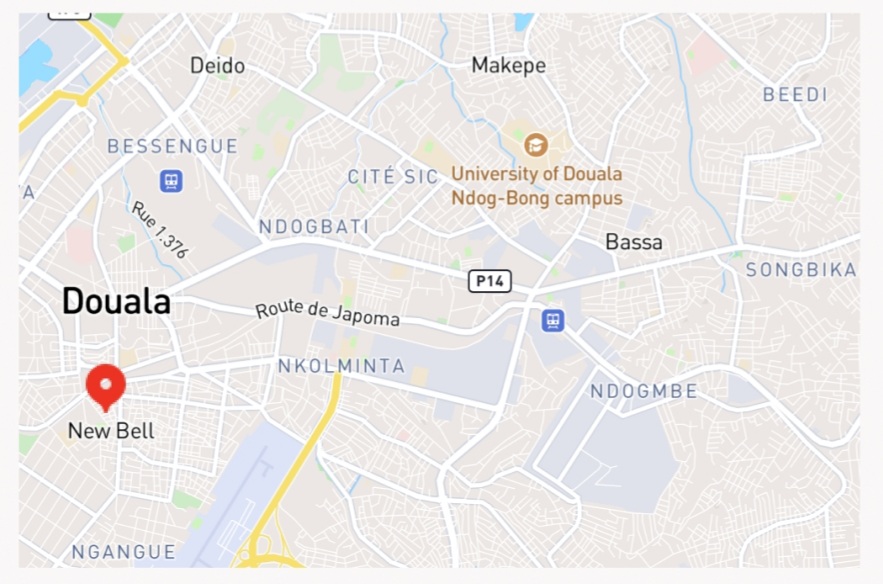 Deido
Makepe
BEEDI
BESSENGUE
CITÉ SIC
University of Douala
Ndog-Bong campus
Rue 1.376
NDOGBATI
Bassa
P14
SONGBIKA
Douala
Route de Japoma
NKOLMINTA
NDOGMBE
New Bell
NGANGUE